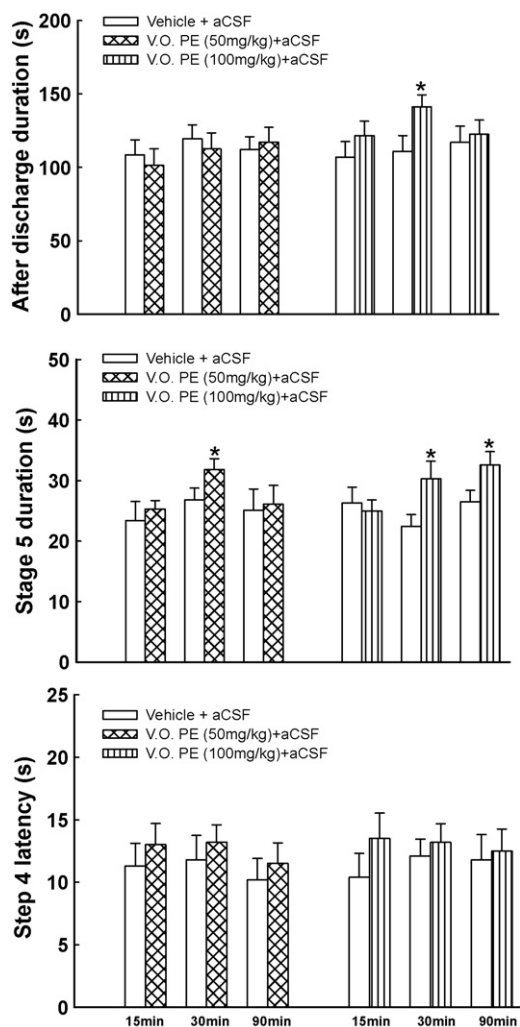 After discharge duration (s)
200
150
100
50
0
Vehicle + aCSF
V.O. PE (50mg/kg)+aCSF
V.O. PE (100mg/kg)+aCSF
*
Stage 5 duration (s)
50
40
30
20
10
0
Vehicle + aCSF
V.O. PE (50mg/kg)+aCSF
V.O. PE (100mg/kg)+aCSF
* * *
Step 4 latency (s)
25
20
15
10
5
0
Vehicle + aCSF
V.O. PE (50mg/kg)+aCSF
V.O. PE (100mg/kg)+aCSF
15min 30min 90min 15min 30min 90min